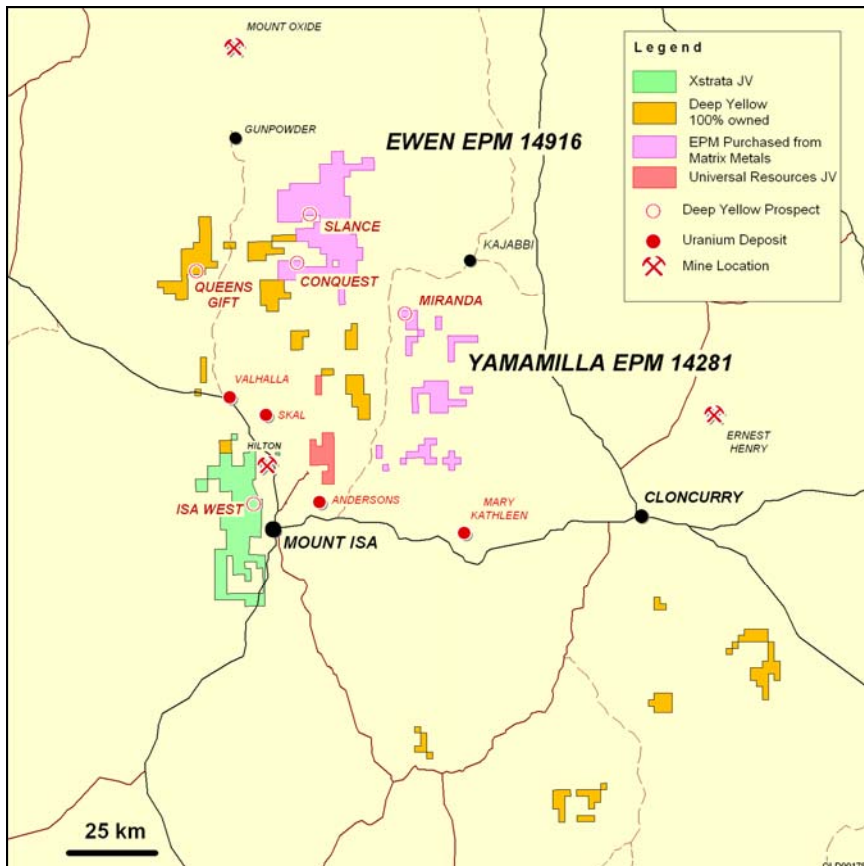 MOUNT OXIDE
GUNPOWDER
EWEN EPM 14916
SLANCE
KAJABBI
CONQUEST
QUEENS
GIFT
MIRANDA
YAMAMILLA EPM 14281
VALHALLA
SKAL
HILTON
ERNEST
HENRY
ISA WEST
ANDERSONS
MARY
KATHLEEN
CLONCURRY
MOUNT ISA
25 km
Legend
Xstrata JV
Deep Yellow
100% owned
EPM Purchased from
Matrix Metals
Universal Resources JV
Deep Yellow Prospect
Uranium Deposit
Mine Location